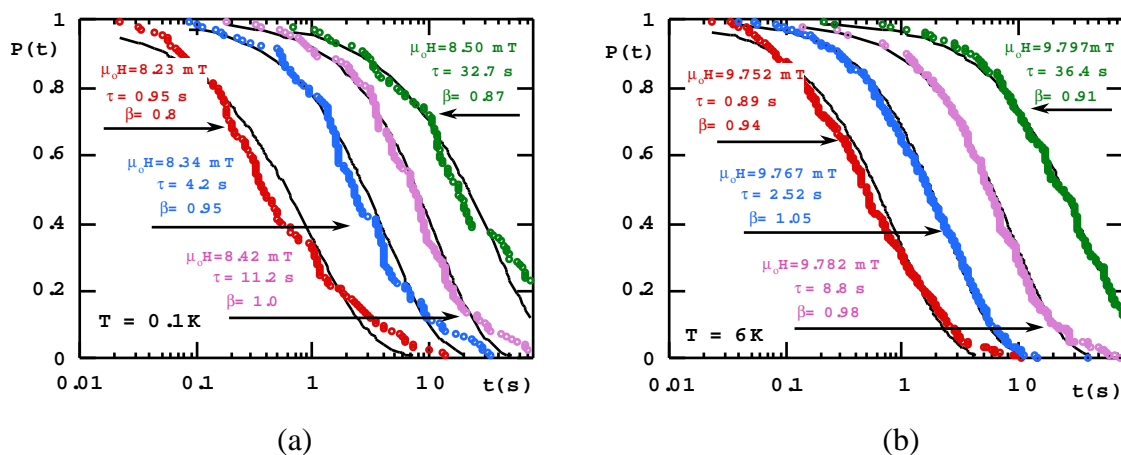 1
P(t)
0.8
0.6
0.4
0.2
0
μₒH=8.50 mT
τ= 32.7 s
β= 0.87
μₒH=8.23 mT
τ= 0.95 s
β= 0.8
μₒH=8.34 mT
τ= 4.2 s
β= 0.95
μₒH=8.42 mT
τ= 11.2 s
β= 1.0
T = 0.1K
0.01 0.1 1 10 t(s)
(a)
1
P(t)
0.8
0.6
0.4
0.2
0
μₒH=9.797mT
τ= 36.4 s
β= 0.91
μₒH=9.752 mT
τ= 0.89 s
β= 0.94
μₒH=9.767 mT
τ= 2.52 s
β= 1.05
μₒH=9.782 mT
τ= 8.8 s
β= 0.98
T = 6K
0.01 0.1 1 10 t(s)
(b)